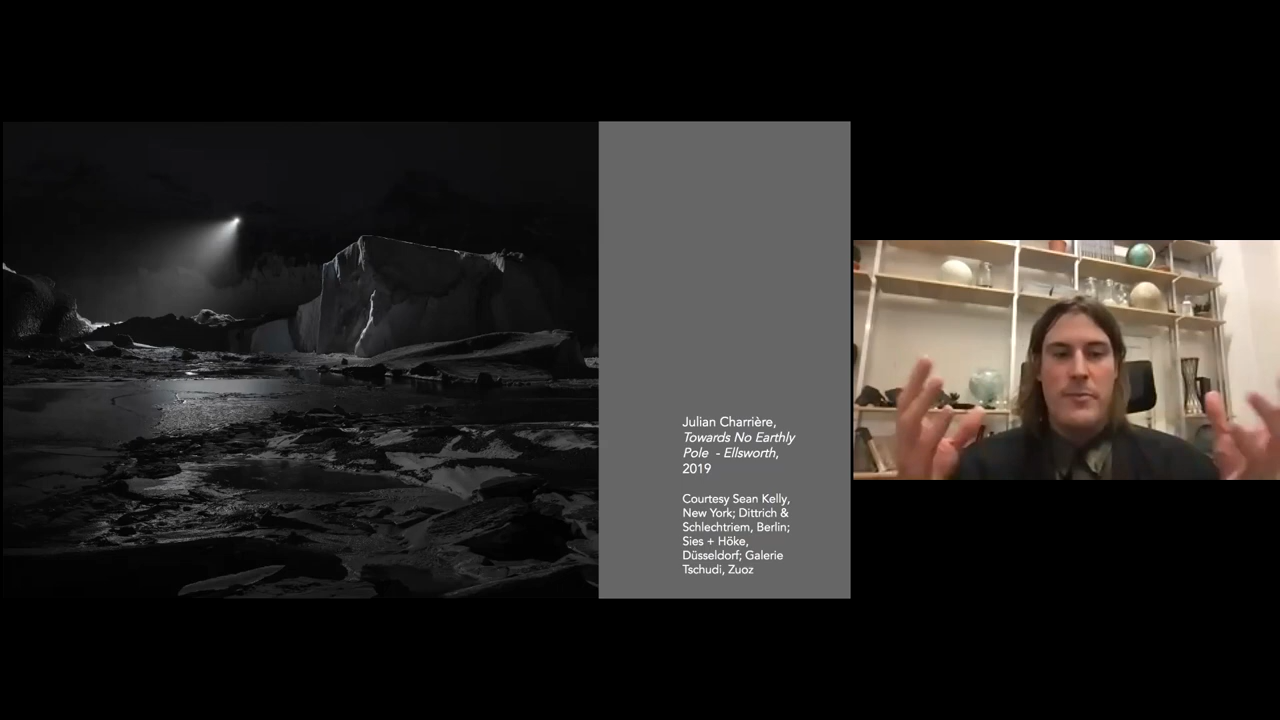 Julian Charrière,
Towards No Earthly
Pole - Ellsworth,
2019
Courtesy Sean Kelly,
New York; Dittrich &
Schlechtriem, Berlin;
Sies + Höke,
Düsseldorf; Galerie
Tschudi, Zuoz